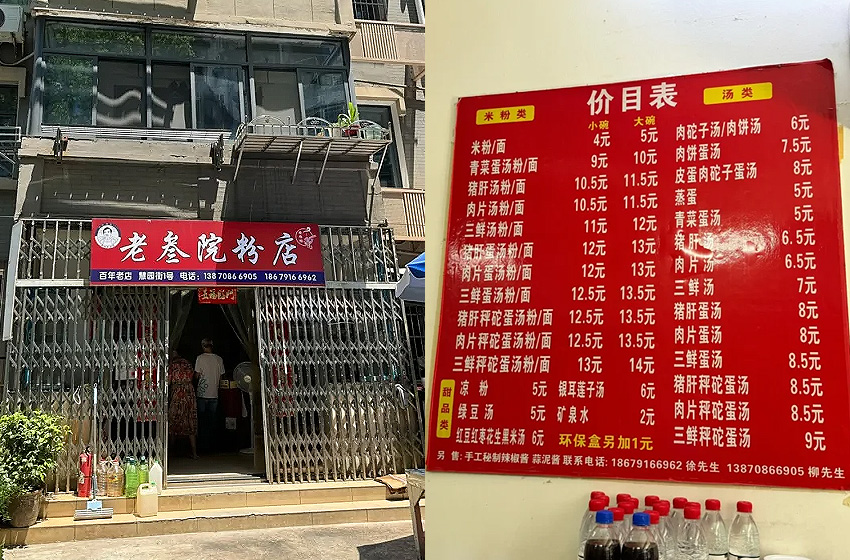 老叁院粉店
百年老店 慧园街1号 电话：13870866905 18679166962
五福临门
价目表
米粉类
汤类
小碗 大碗
米粉/面 4元 5元
青菜蛋汤粉/面 9元 10元
猪肝汤粉/面 10.5元 11.5元
肉片汤粉/面 10.5元 11.5元
三鲜汤粉/面 11元 12元
猪肝蛋汤粉/面 12元 13元
肉片蛋汤粉/面 12元 13元
三鲜蛋汤粉/面 12.5元 13.5元
猪肝秤砣蛋汤粉/面 12.5元 13.5元
肉片秤砣蛋汤粉/面 12.5元 13.5元
三鲜秤砣蛋汤粉/面 13元 14元
肉砣子汤/肉饼汤 6元
肉饼蛋汤 7.5元
皮蛋肉砣子蛋汤 8元
蒸蛋 5元
青菜蛋汤 5元
猪肝汤 6.5元
肉片汤 6.5元
三鲜汤 7元
猪肝蛋汤 8元
肉片蛋汤 8元
三鲜蛋汤 8.5元
猪肝秤砣蛋汤 8.5元
肉片秤砣蛋汤 8.5元
三鲜秤砣蛋汤 9元
甜品类
凉粉 5元 银耳莲子汤 6元
绿豆汤 5元 矿泉水 2元
红豆红枣花生黑米汤 6元 环保盒另加1元
另售：手工秘制辣椒酱 蒜泥酱 联系电话：18679166962 徐先生 13870866905 柳先生